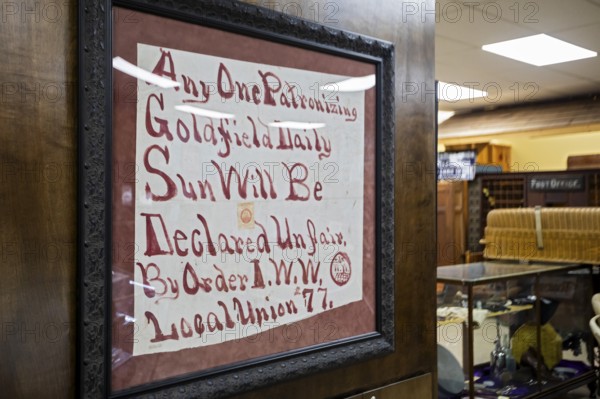 Any One Patronizing
Goldfield Daily
Sun Will Be
Declared Unfair.
By Order I.W.W.
Local Union #77.
POST OFFICE